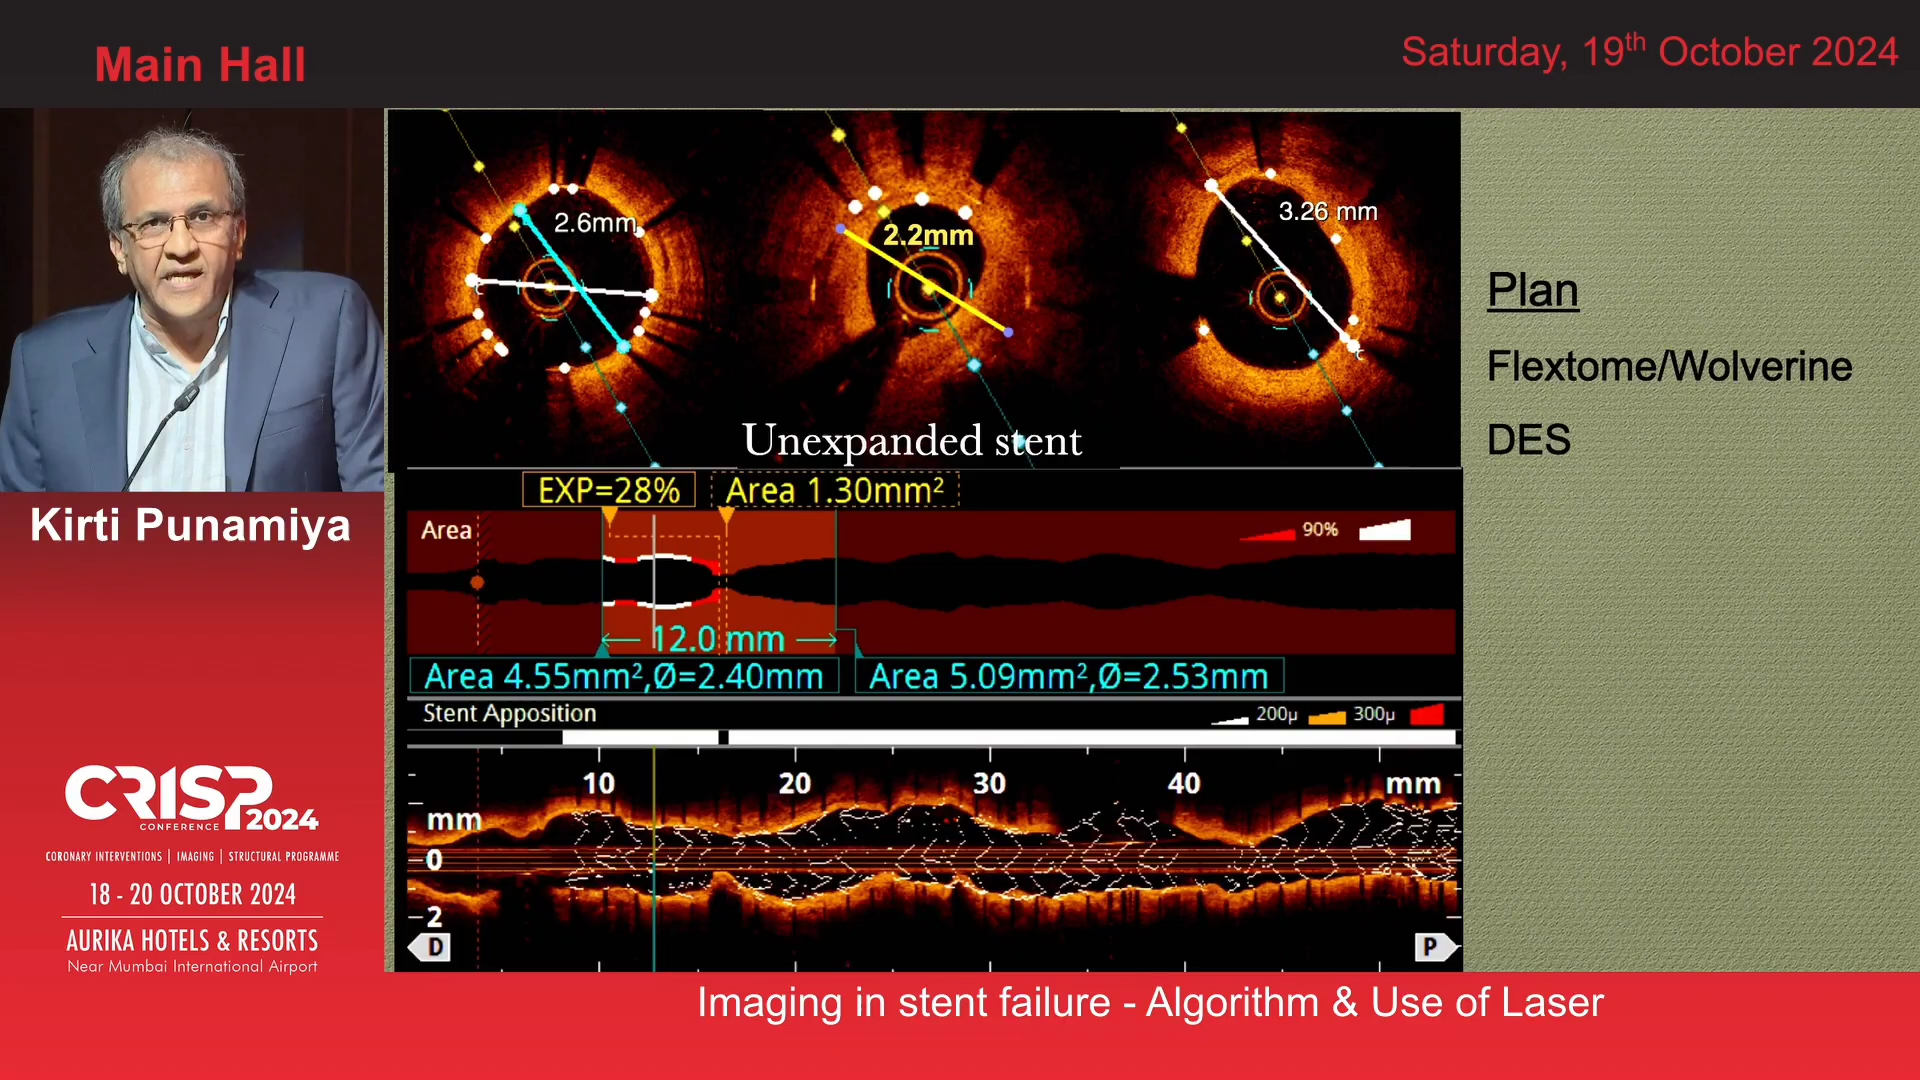 Main Hall
Saturday, 19th October 2024
2.6mm
2.2mm
3.26 mm
Unexpanded stent
EXP=28%
Area 1.30mm²
Area
90%
12.0 mm
Area 4.55mm²,Ø=2.40mm
Area 5.09mm²,Ø=2.53mm
Stent Apposition
200µ
300µ
10
20
30
40
mm
mm
0
2
D
P
Plan
Flextome/Wolverine
DES
Kirti Punamiya
CRISP
CONFERENCE 2024
CORONARY INTERVENTIONS | IMAGING | STRUCTURAL PROGRAMME
18 - 20 OCTOBER 2024
AURIKA HOTELS & RESORTS
Near Mumbai International Airport
Imaging in stent failure - Algorithm & Use of Laser